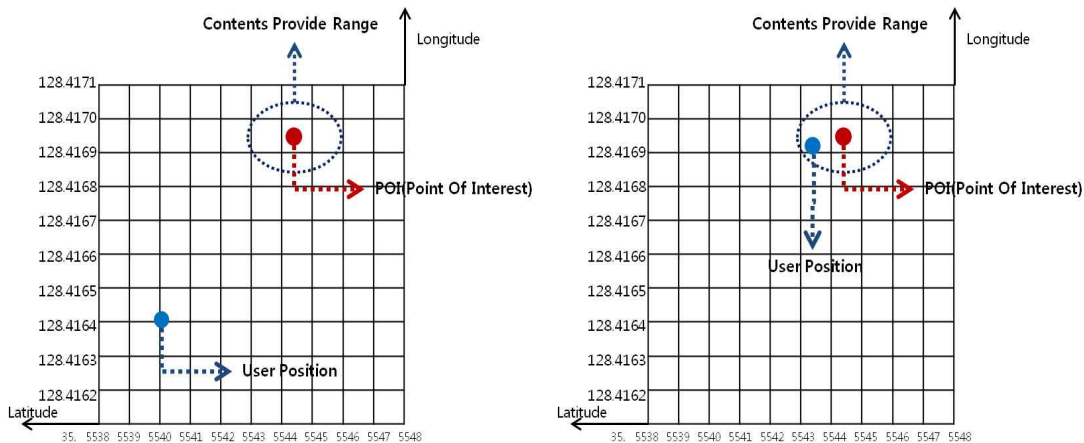 Contents Provide Range
Longitude
128.4171
128.4170
128.4169
128.4168
128.4167
128.4166
128.4165
128.4164
128.4163
128.4162
POI(Point Of Interest)
User Position
Latitude
35. 5538 5539 5540 5541 5542 5543 5544 5545 5546 5547 5548
Contents Provide Range
Longitude
128.4171
128.4170
128.4169
128.4168
128.4167
128.4166
128.4165
128.4164
128.4163
128.4162
POI(Point Of Interest)
User Position
Latitude
35. 5538 5539 5540 5541 5542 5543 5544 5545 5546 5547 5548